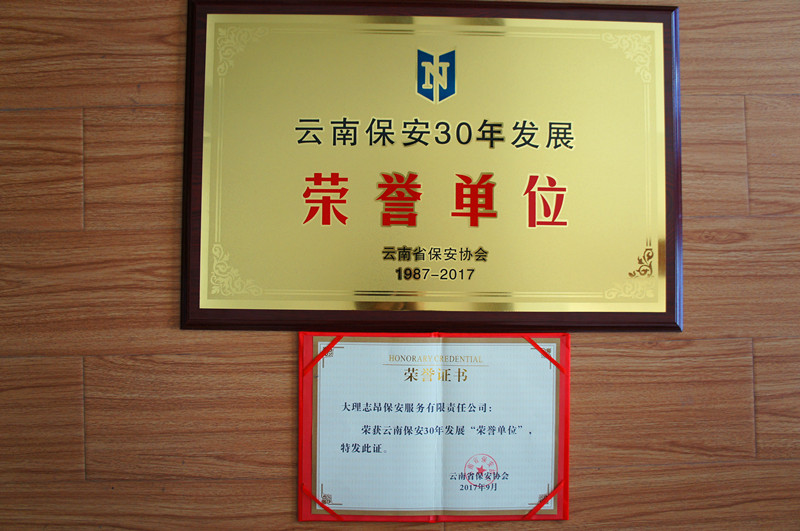 N
云南保安30年发展
荣誉单位
云南省保安协会
1987-2017
HONORARY CREDENTIAL
荣誉证书
大理志昂保安服务有限责任公司：
荣获云南保安30年发展“荣誉单位”，
特发此证。
云南省保安协会
2017年9月